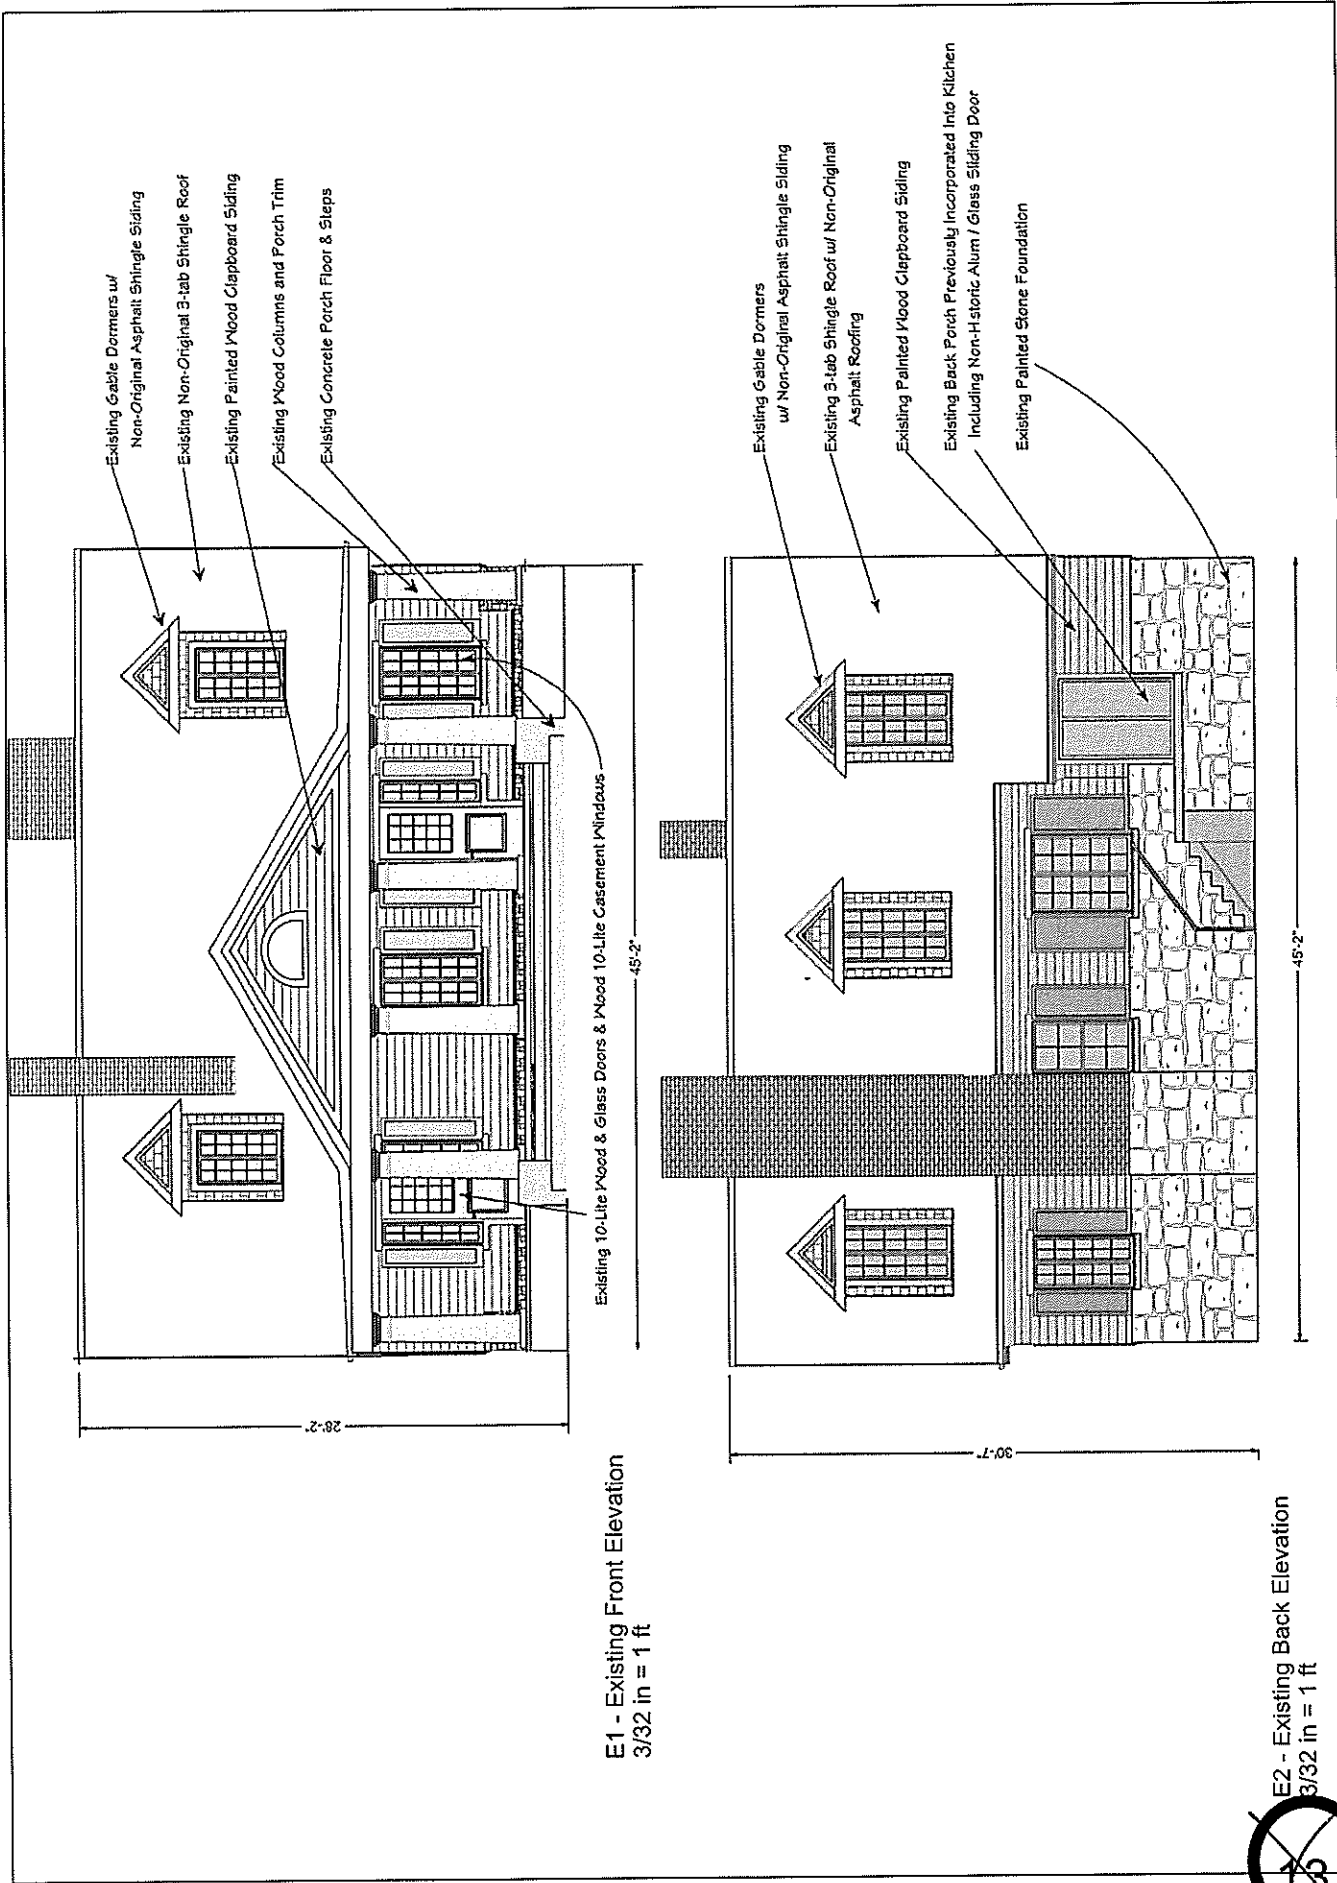 Existing Gable Dormers w/
Non-Original Asphalt Shingle Siding
Existing Non-Original 3-tab Shingle Roof
Existing Painted Wood Clapboard Siding
Existing Wood Columns and Porch Trim
Existing Concrete Porch Floor & Steps
Existing 10-Lite Wood & Glass Doors & Wood 10-Lite Casement Windows
45'-2"
28'-2"
E1 - Existing Front Elevation
3/32 in = 1 ft
Existing Gable Dormers
w/ Non-Original Asphalt Shingle Siding
Existing 3-tab Shingle Roof w/ Non-Original
Asphalt Roofing
Existing Painted Wood Clapboard Siding
Existing Back Porch Previously Incorporated Into Kitchen
Including Non-Historic Alum / Glass Sliding Door
Existing Painted Stone Foundation
45'-2"
30'-7"
E2 - Existing Back Elevation
3/32 in = 1 ft